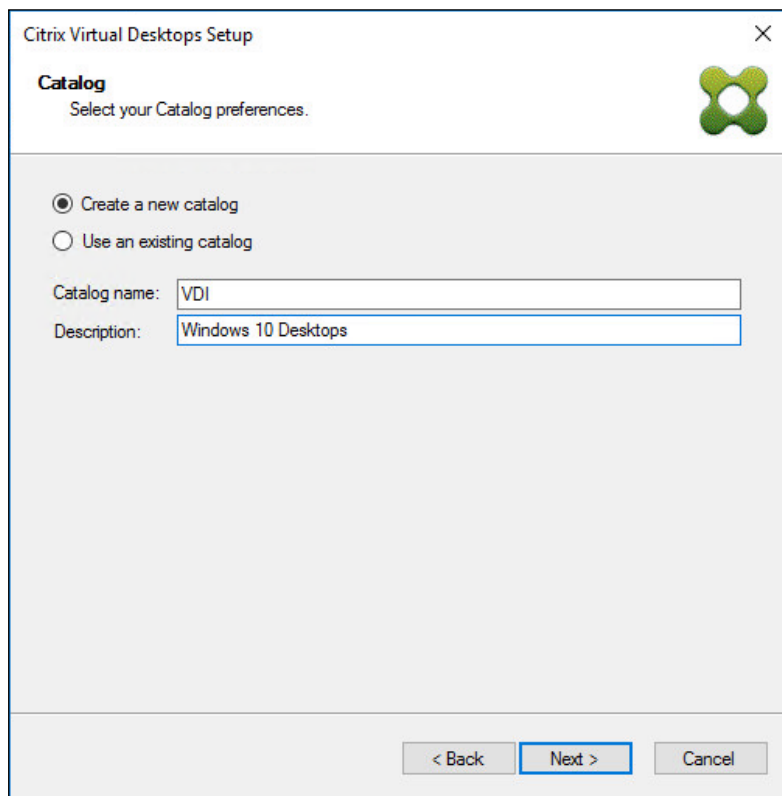 Citrix Virtual Desktops Setup
Catalog
Select your Catalog preferences.
Create a new catalog
Use an existing catalog
Catalog name: VDI
Description: Windows 10 Desktops
< Back Next > Cancel